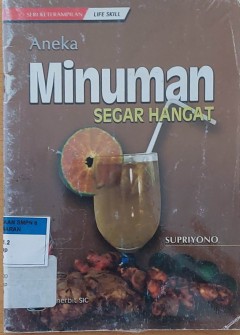 SERI KETERAMPILAN LIFE SKILL
Aneka
Minuman
SEGAR HANGAT
SUPRIYONO